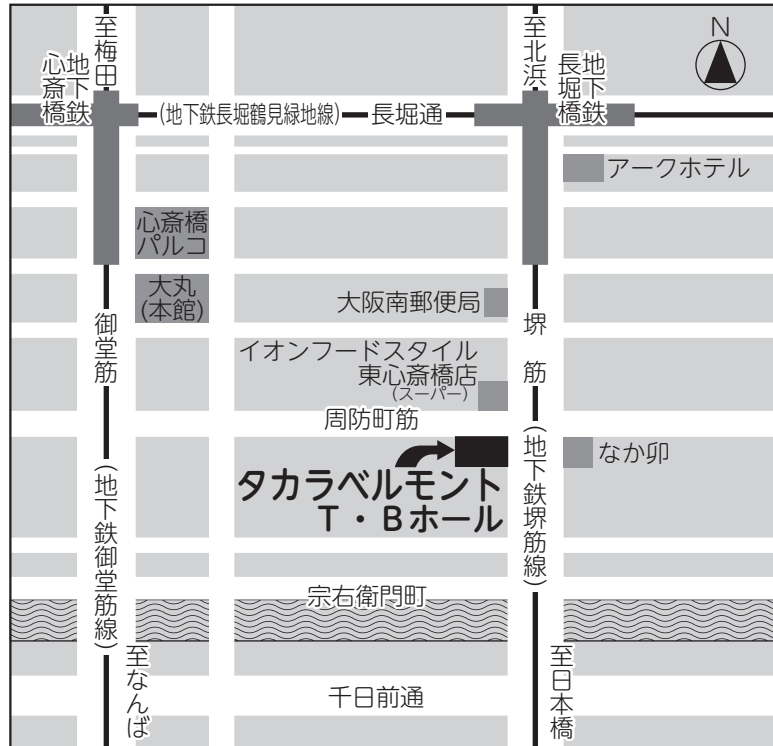 至梅田
地下鉄
心斎橋
至北浜
地下鉄
長堀橋
N
(地下鉄長堀鶴見緑地線)
長堀通
アークホテル
心斎橋
パルコ
大丸
(本館)
大阪南郵便局
御堂筋
堺筋
イオンフードスタイル
東心斎橋店
(スーパー)
周防町筋
なか卯
タカラベルモント
T・Bホール
(地下鉄御堂筋線)
(地下鉄堺筋線)
宗右衛門町
至なんば
千日前通
至日本橋